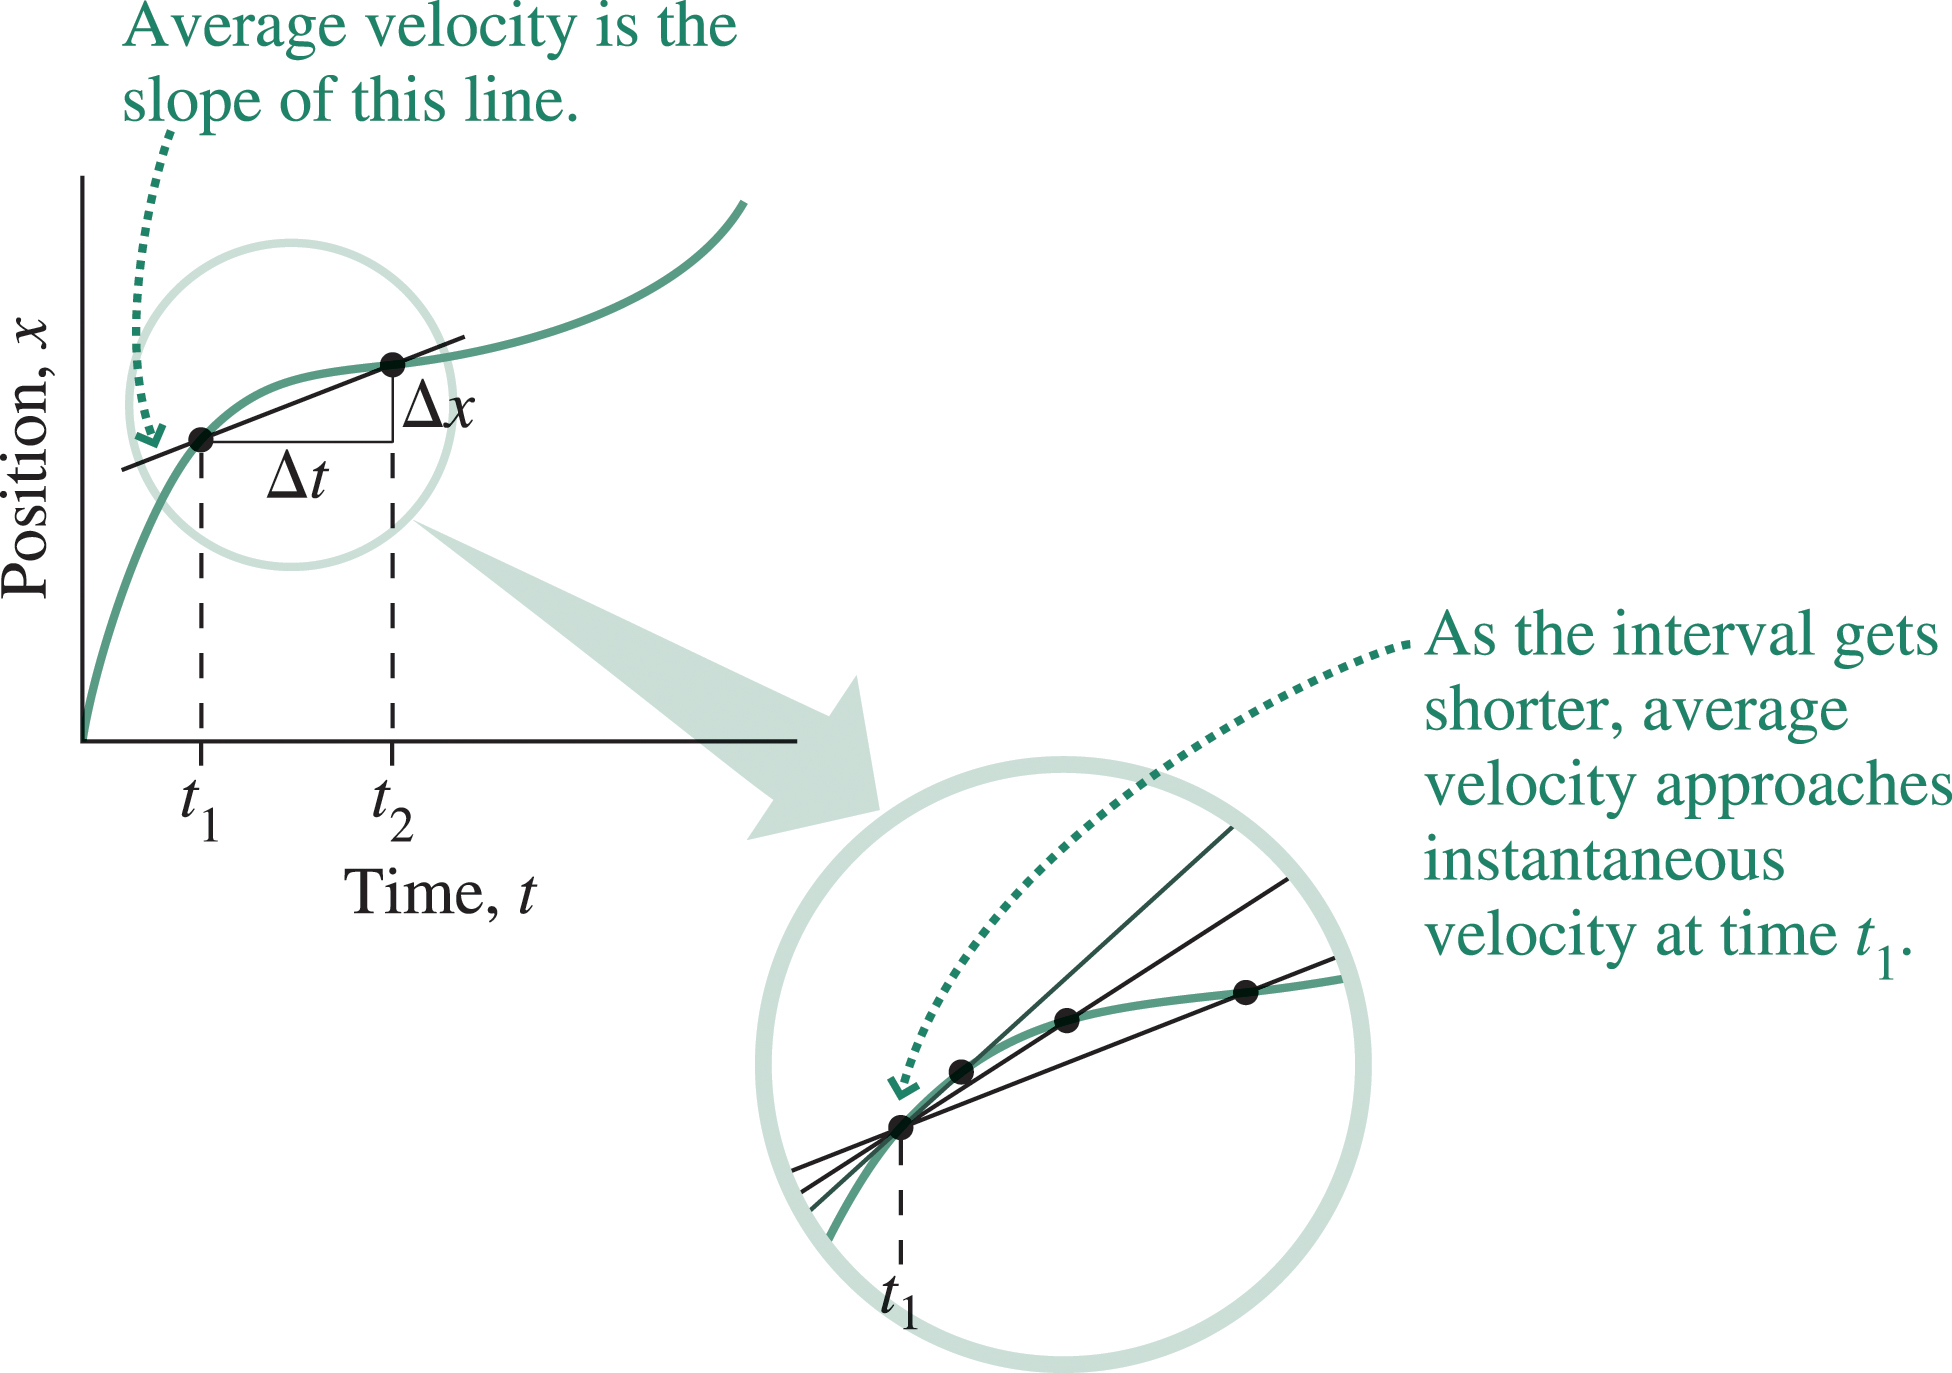 Average velocity is the
slope of this line.
Position, x
Δx
Δt
t₁
t₂
Time, t
As the interval gets
shorter, average
velocity approaches
instantaneous
velocity at time t₁.
t₁